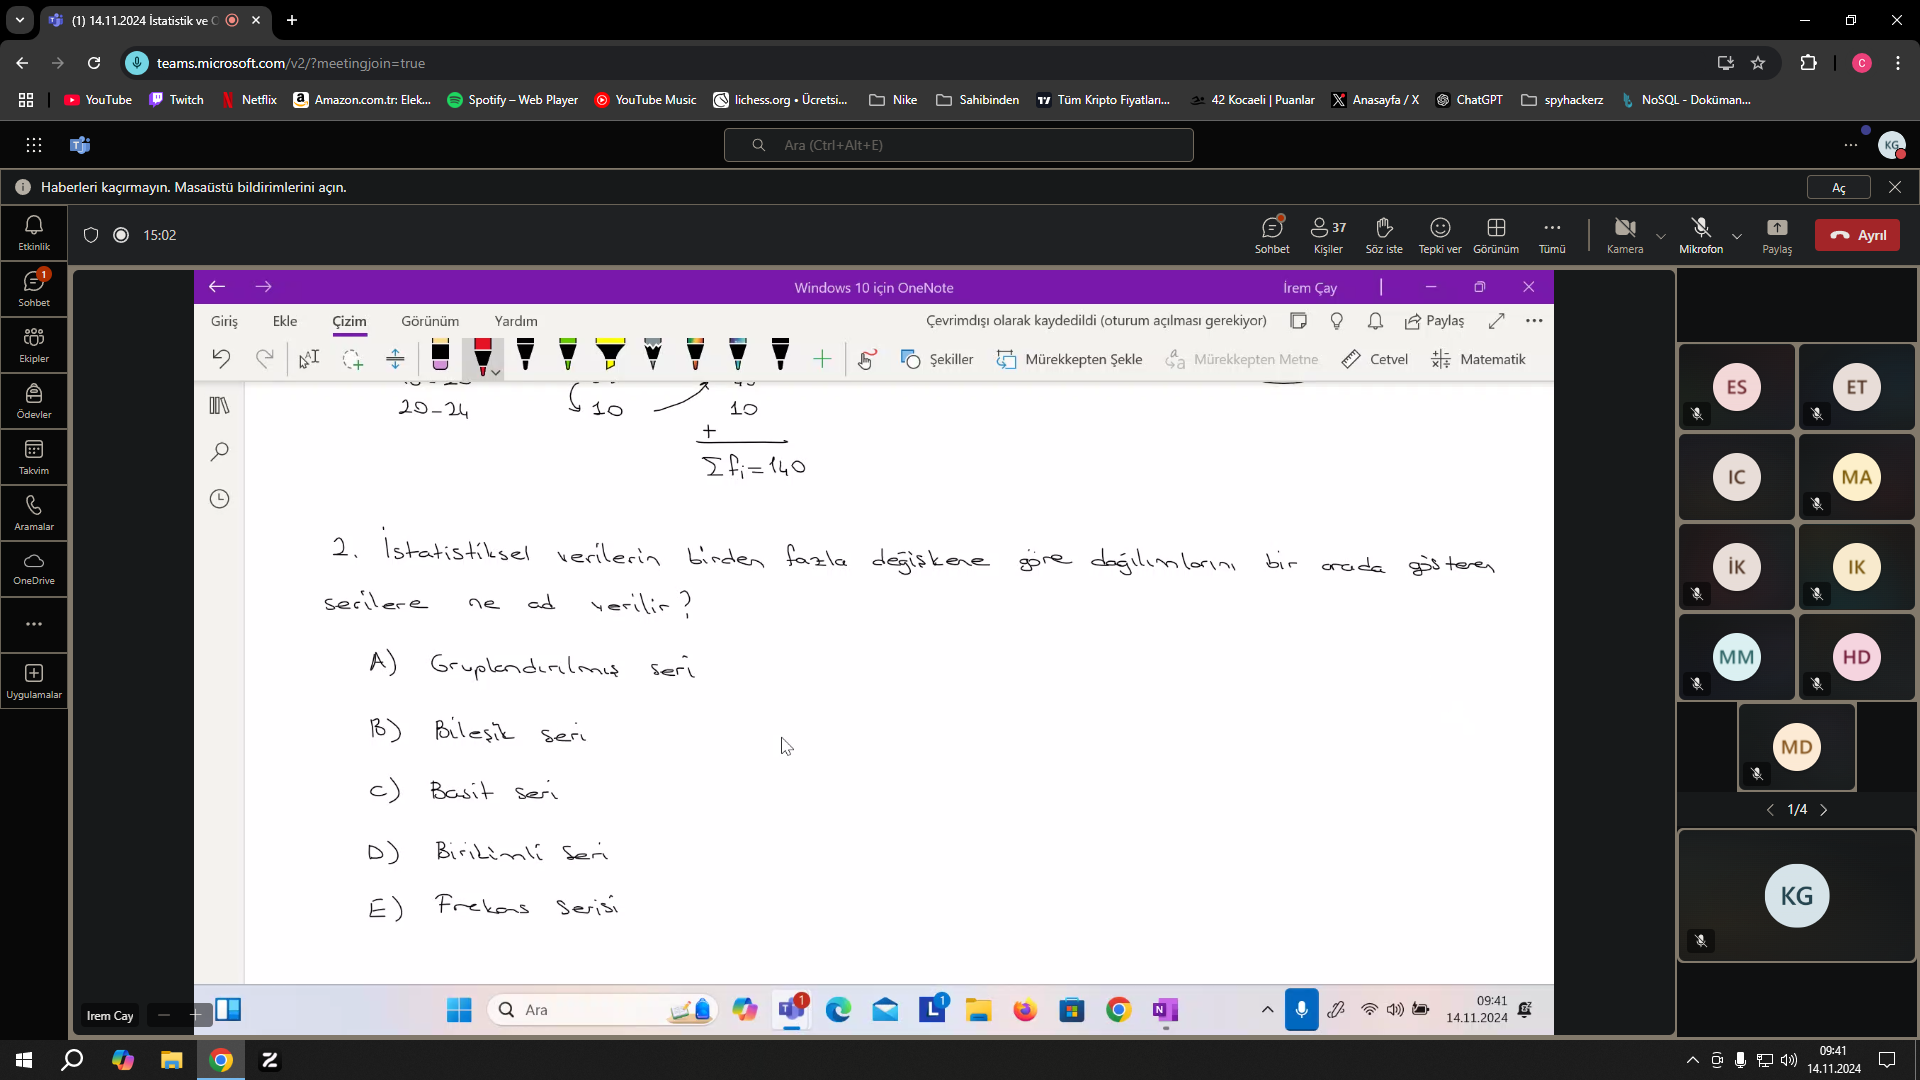 (1) 14.11.2024 İstatistik ve O
teams.microsoft.com/v2/?meetingjoin=true
C
YouTube
Twitch
Netflix
Amazon.com.tr: Elek...
Spotify – Web Player
YouTube Music
lichess.org • Ücretsi...
Nike
Sahibinden
Tüm Kripto Fiyatları...
42 Kocaeli | Puanlar
Anasayfa / X
ChatGPT
spyhackerz
NoSQL - Doküman...
Ara (Ctrl+Alt+E)
KG
Haberleri kaçırmayın. Masaüstü bildirimlerini açın.
Aç
Etkinlik
1
Sohbet
Ekipler
Ödevler
Takvim
Aramalar
OneDrive
Uygulamalar
15:02
Sohbet
37
Kişiler
Söz iste
Tepki ver
Görünüm
Tümü
Kamera
Mikrofon
Paylaş
Ayrıl
Windows 10 için OneNote
İrem Çay
Giriş Ekle Çizim Görünüm Yardım
Çevrimdışı olarak kaydedildi (oturum açılması gerekiyor)
Paylaş
Şekiller
Mürekkepten Şekle
Mürekkepten Metne
Cetvel
Matematik
20-24 10 10
+
Σfi=140
2. İstatistiksel verilerin birden fazla değişkene göre dağılımlarını bir arada gösteren
serilere ne ad verilir?
A) Gruplandırılmış seri
B) Bileşik seri
C) Basit seri
D) Birikimli seri
E) Frekans serisi
ES
ET
IC
MA
İK
IK
MM
HD
MD
1/4
KG
Irem Cay
Ara
1
1
09:41
14.11.2024
09:41
14.11.2024